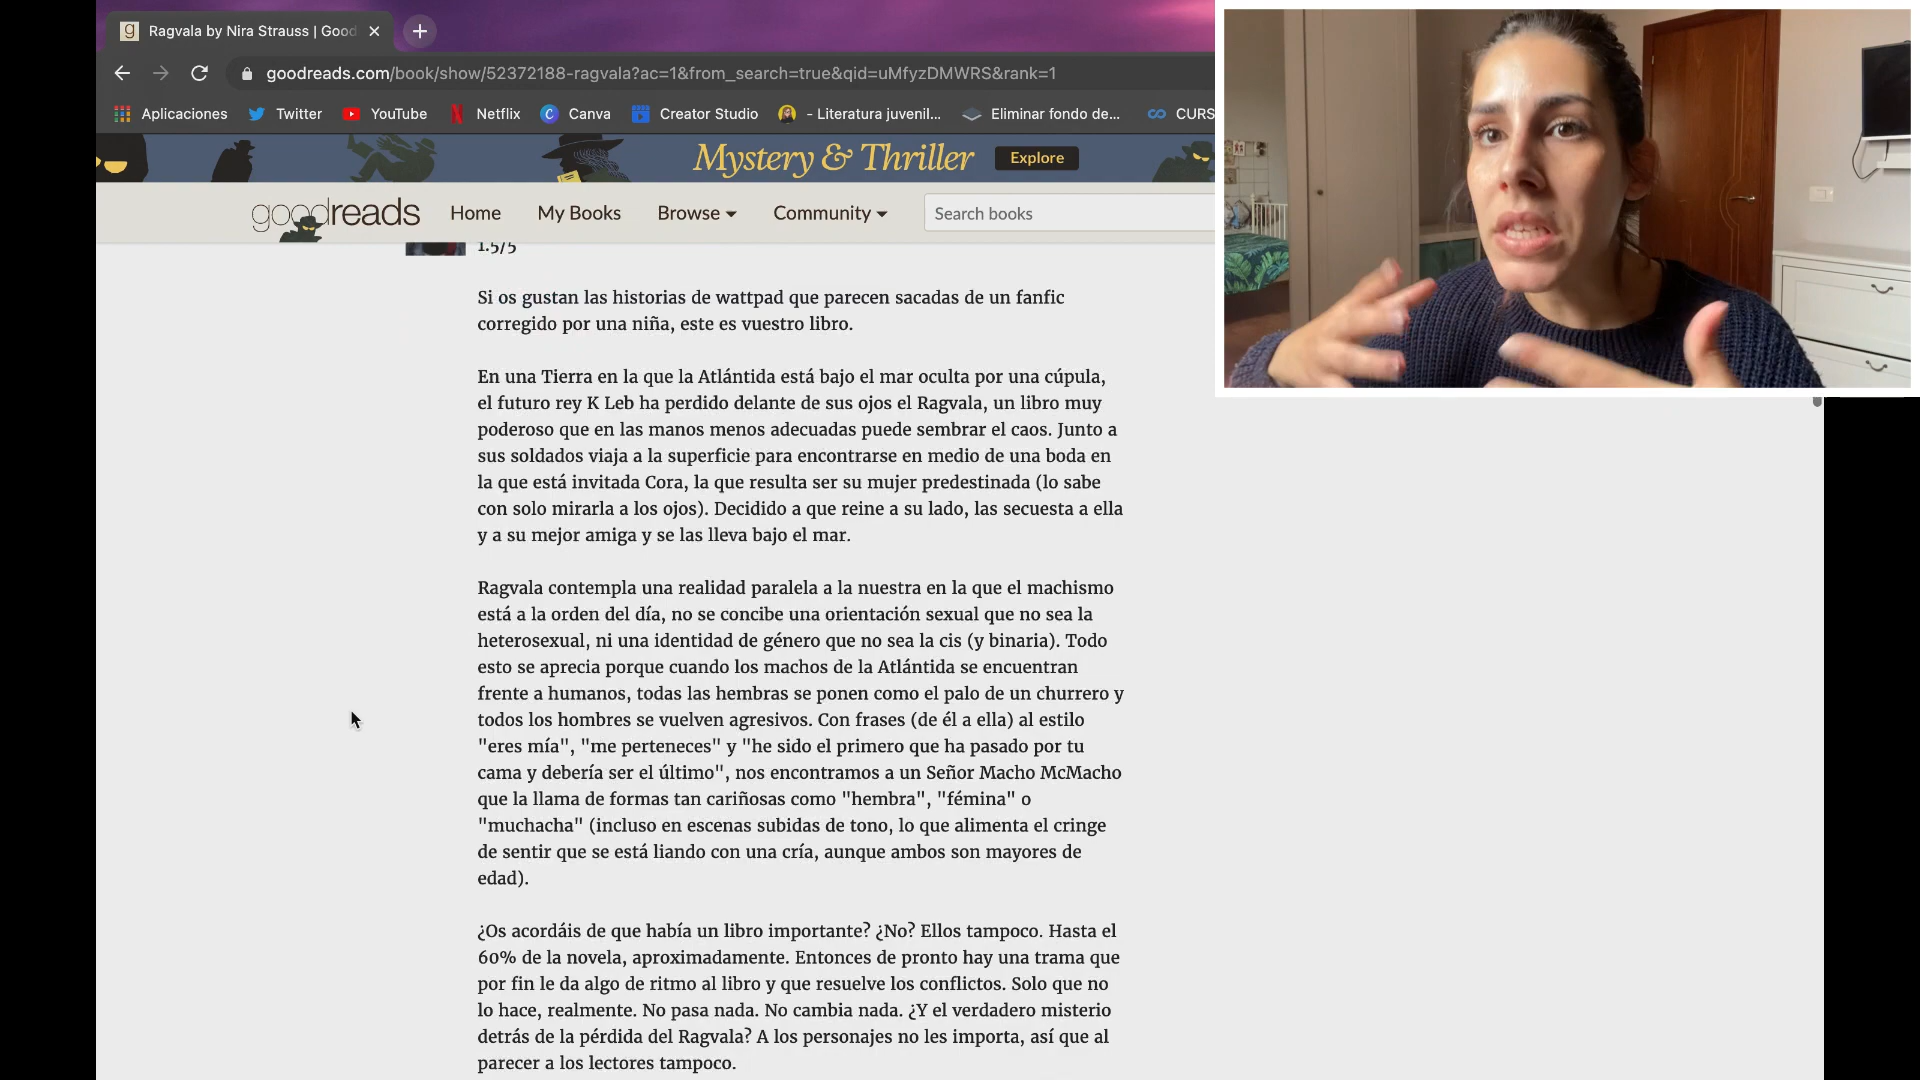 Ragvala by Nira Strauss | Good
goodreads.com/book/show/52372188-ragvala?ac=1&from_search=true&qid=uMfyzDMWRS&rank=1
Aplicaciones Twitter YouTube Netflix Canva Creator Studio - Literatura juvenil... Eliminar fondo de... CURS
Mystery & Thriller Explore
goodreads Home My Books Browse Community Search books
1.5/5
Si os gustan las historias de wattpad que parecen sacadas de un fanfic
corregido por una niña, este es vuestro libro.
En una Tierra en la que la Atlántida está bajo el mar oculta por una cúpula,
el futuro rey K Leb ha perdido delante de sus ojos el Ragvala, un libro muy
poderoso que en las manos menos adecuadas puede sembrar el caos. Junto a
sus soldados viaja a la superficie para encontrarse en medio de una boda en
la que está invitada Cora, la que resulta ser su mujer predestinada (lo sabe
con solo mirarla a los ojos). Decidido a que reine a su lado, las secuesta a ella
y a su mejor amiga y se las lleva bajo el mar.
Ragvala contempla una realidad paralela a la nuestra en la que el machismo
está a la orden del día, no se concibe una orientación sexual que no sea la
heterosexual, ni una identidad de género que no sea la cis (y binaria). Todo
esto se aprecia porque cuando los machos de la Atlántida se encuentran
frente a humanos, todas las hembras se ponen como el palo de un churrero y
todos los hombres se vuelven agresivos. Con frases (de él a ella) al estilo
"eres mía", "me perteneces" y "he sido el primero que ha pasado por tu
cama y debería ser el último", nos encontramos a un Señor Macho McMacho
que la llama de formas tan cariñosas como "hembra", "fémina" o
"muchacha" (incluso en escenas subidas de tono, lo que alimenta el cringe
de sentir que se está liando con una cría, aunque ambos son mayores de
edad).
¿Os acordáis de que había un libro importante? ¿No? Ellos tampoco. Hasta el
60% de la novela, aproximadamente. Entonces de pronto hay una trama que
por fin le da algo de ritmo al libro y que resuelve los conflictos. Solo que no
lo hace, realmente. No pasa nada. No cambia nada. ¿Y el verdadero misterio
detrás de la pérdida del Ragvala? A los personajes no les importa, así que al
parecer a los lectores tampoco.